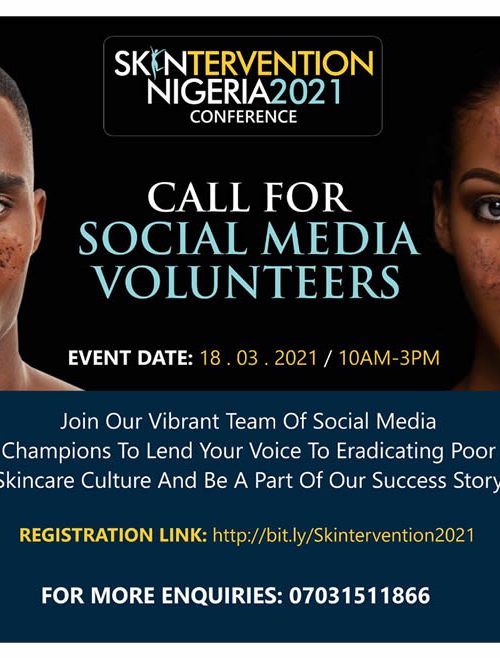 SKINTERVENTION
NIGERIA2021
CONFERENCE
CALL FOR
SOCIAL MEDIA
VOLUNTEERS
EVENT DATE: 18 . 03 . 2021 / 10AM-3PM
Join Our Vibrant Team Of Social Media
Champions To Lend Your Voice To Eradicating Poor
Skincare Culture And Be A Part Of Our Success Story
REGISTRATION LINK: http://bit.ly/Skintervention2021
FOR MORE ENQUIRIES: 07031511866